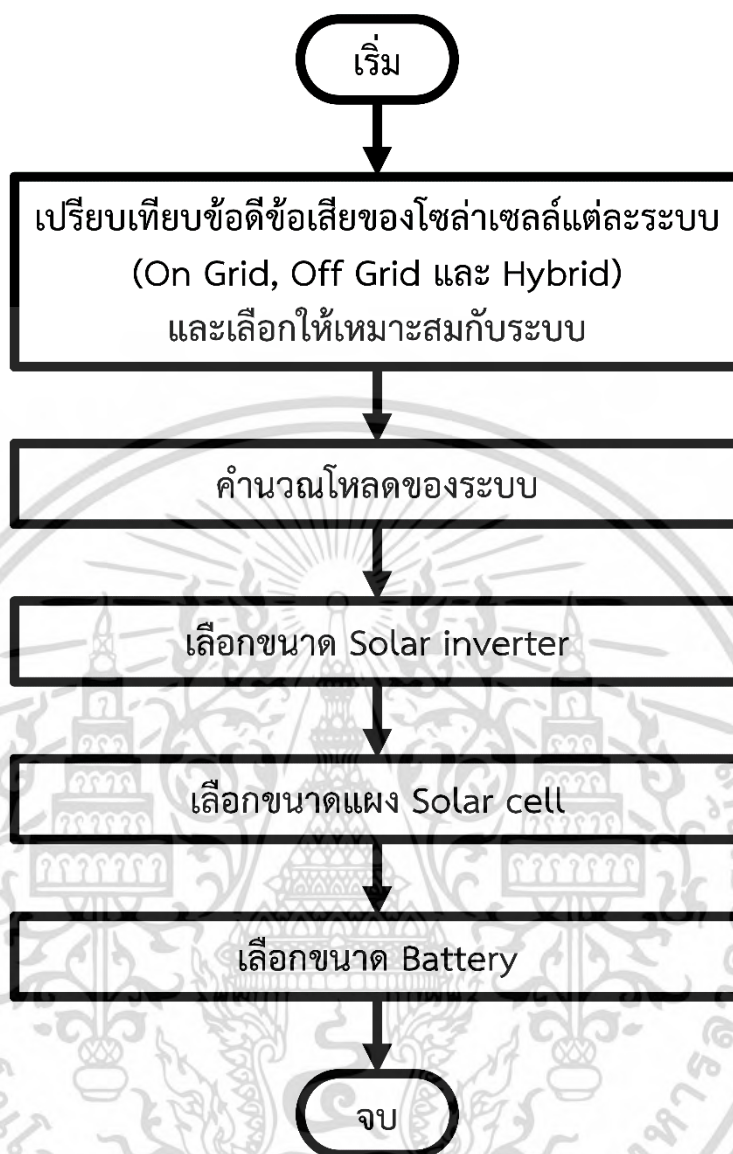 เริ่ม
เปรียบเทียบข้อดีข้อเสียของโซล่าเซลล์แต่ละระบบ
(On Grid, Off Grid และ Hybrid)
และเลือกให้เหมาะสมกับระบบ
คำนวณโหลดของระบบ
เลือกขนาด Solar inverter
เลือกขนาดแผง Solar cell
เลือกขนาด Battery
จบ